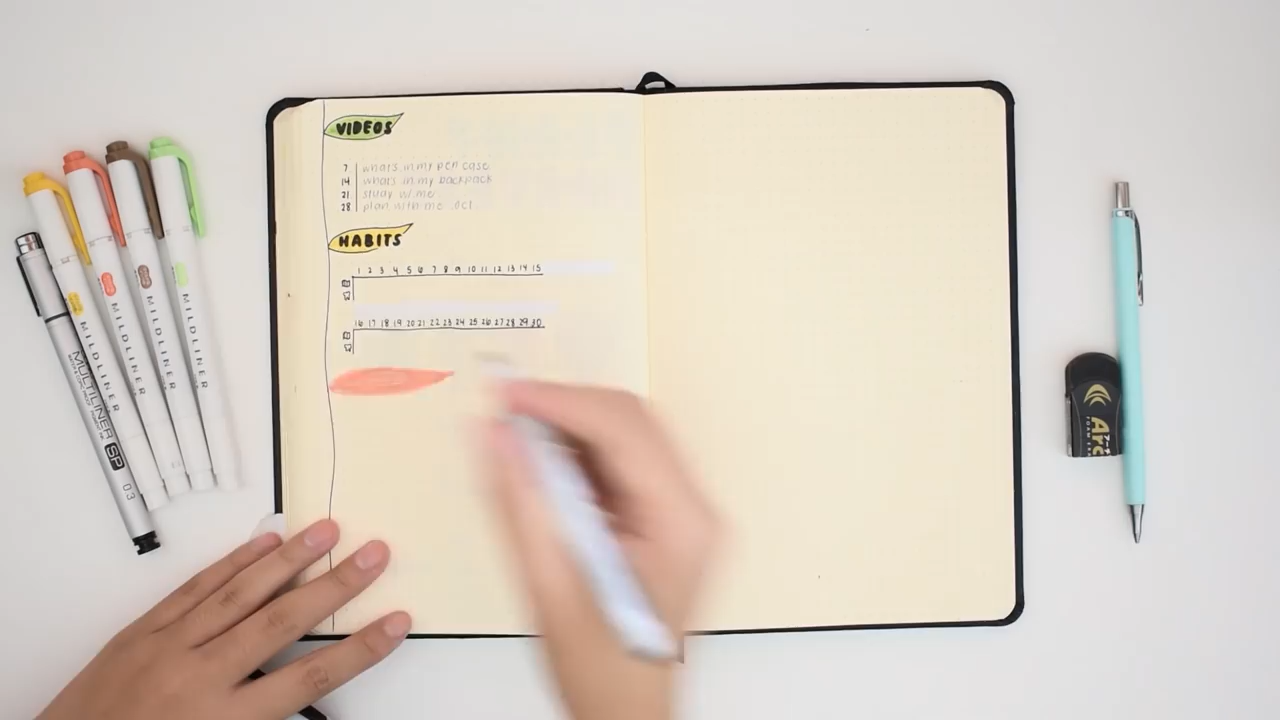 VIDEOS
7 whats in my pen case
14 whats in my backpack
21 study w/ me
28 plan with me: oct
HABITS
1 2 3 4 5 6 7 8 9 10 11 12 13 14 15
16 17 18 19 20 21 22 23 24 25 26 27 28 29 30
MILDLINER
MILDLINER
MILDLINER
MILDLINER
MULTILINER SP 0.3
Arc